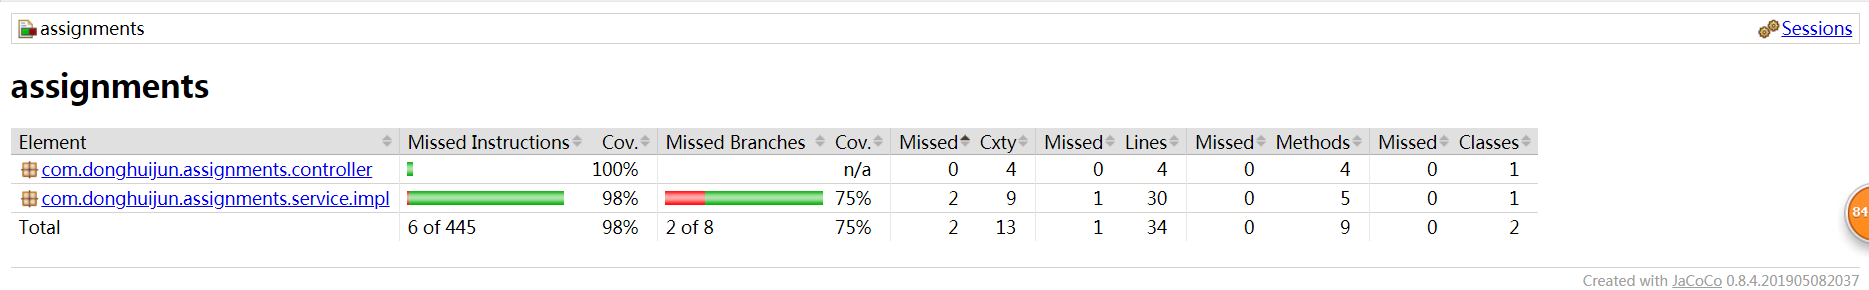 assignments Sessions
assignments
Element Missed Instructions Cov. Missed Branches Cov. Missed Cxty Missed Lines Missed Methods Missed Classes
com.donghuijun.assignments.controller 100% n/a 0 4 0 4 0 4 0 1
com.donghuijun.assignments.service.impl 98% 75% 2 9 1 30 0 5 0 1
Total 6 of 445 98% 2 of 8 75% 2 13 1 34 0 9 0 2
84
Created with JaCoCo 0.8.4.201905082037